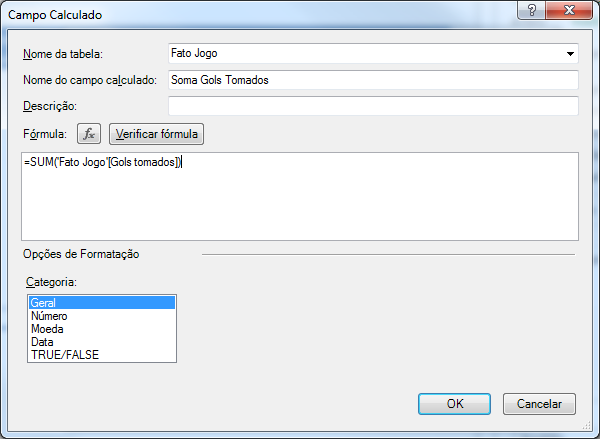 Campo Calculado
Nome da tabela: Fato Jogo
Nome do campo calculado: Soma Gols Tomados
Descrição:
Fórmula: fx Verificar fórmula
=SUM('Fato Jogo'[Gols tomados])
Opções de Formatação
Categoria:
Geral
Número
Moeda
Data
TRUE/FALSE
OK Cancelar